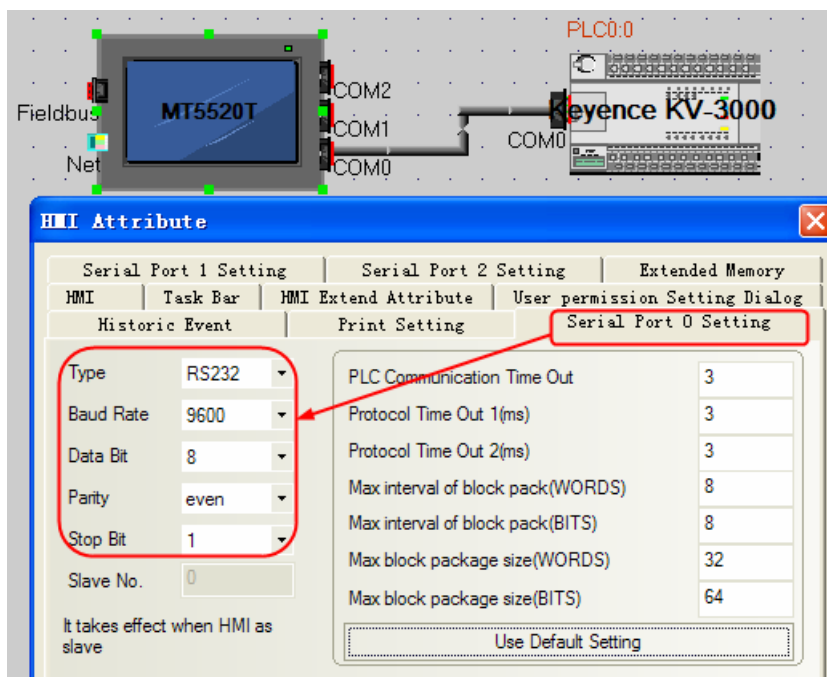 PLC0:0
COM2
Fieldbus
MT5520T
Keyence KV-3000
COM1
COM0
Net
COM0
HMI Attribute
Serial Port 1 Setting
Serial Port 2 Setting
Extended Memory
HMI
Task Bar
HMI Extend Attribute
User permission Setting Dialog
Historic Event
Print Setting
Serial Port 0 Setting
Type RS232
Baud Rate 9600
Data Bit 8
Parity even
Stop Bit 1
Slave No. 0
It takes effect when HMI as
slave
PLC Communication Time Out 3
Protocol Time Out 1(ms) 3
Protocol Time Out 2(ms) 3
Max interval of block pack(WORDS) 8
Max interval of block pack(BITS) 8
Max block package size(WORDS) 32
Max block package size(BITS) 64
Use Default Setting